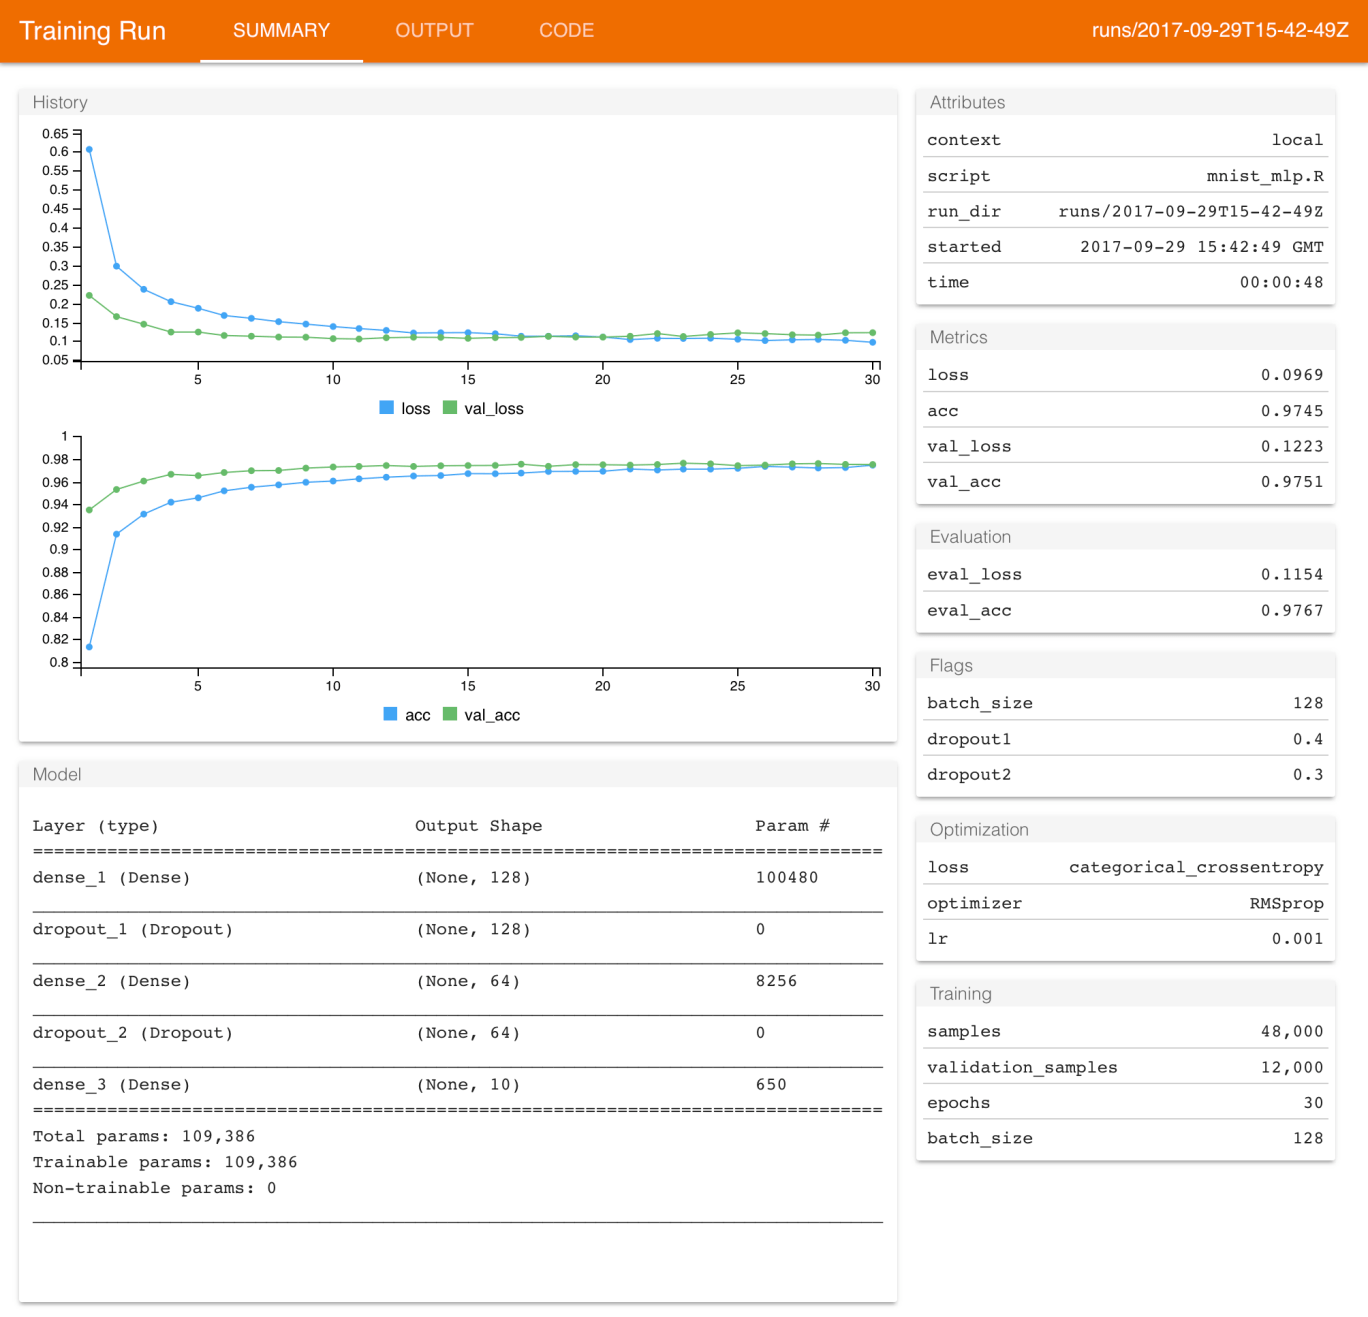 Training Run SUMMARY OUTPUT CODE runs/2017-09-29T15-42-49Z
History
0.65
0.6
0.55
0.5
0.45
0.4
0.35
0.3
0.25
0.2
0.15
0.1
0.05
5 10 15 20 25 30
loss val_loss
1
0.98
0.96
0.94
0.92
0.9
0.88
0.86
0.84
0.82
0.8
5 10 15 20 25 30
acc val_acc
Model
Layer (type) Output Shape Param #
================================================================================
dense_1 (Dense) (None, 128) 100480
________________________________________________________________________________
dropout_1 (Dropout) (None, 128) 0
________________________________________________________________________________
dense_2 (Dense) (None, 64) 8256
________________________________________________________________________________
dropout_2 (Dropout) (None, 64) 0
________________________________________________________________________________
dense_3 (Dense) (None, 10) 650
================================================================================
Total params: 109,386
Trainable params: 109,386
Non-trainable params: 0
________________________________________________________________________________
Attributes
context local
script mnist_mlp.R
run_dir runs/2017-09-29T15-42-49Z
started 2017-09-29 15:42:49 GMT
time 00:00:48
Metrics
loss 0.0969
acc 0.9745
val_loss 0.1223
val_acc 0.9751
Evaluation
eval_loss 0.1154
eval_acc 0.9767
Flags
batch_size 128
dropout1 0.4
dropout2 0.3
Optimization
loss categorical_crossentropy
optimizer RMSprop
lr 0.001
Training
samples 48,000
validation_samples 12,000
epochs 30
batch_size 128